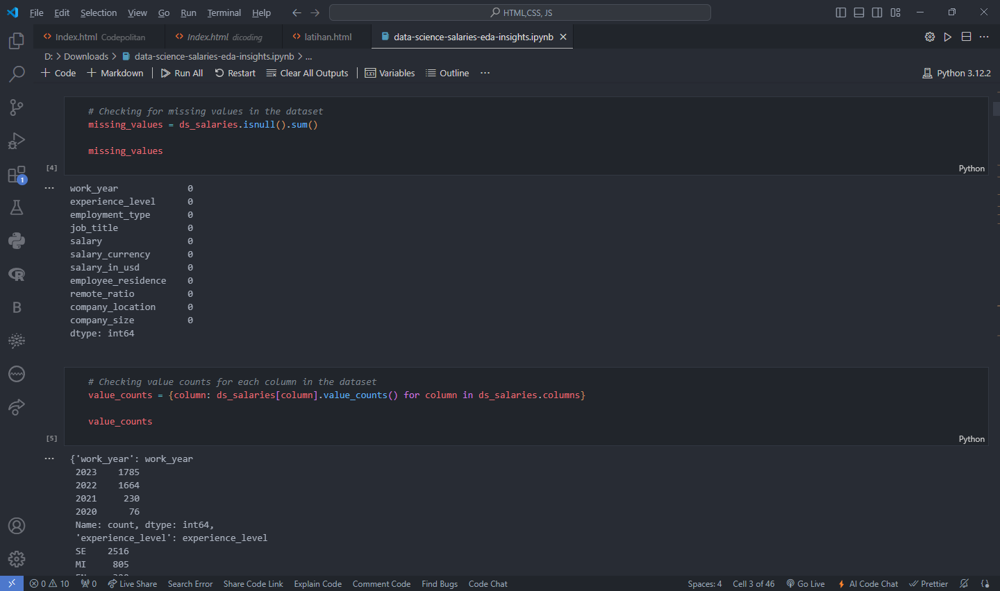 File Edit Selection View Go Run Terminal Help
HTML,CSS, JS
Index.html Codepolitan
Index.html dicoding
latihan.html
data-science-salaries-eda-insights.ipynb
D: > Downloads > data-science-salaries-eda-insights.ipynb > ...
+ Code + Markdown | Run All Restart Clear All Outputs | Variables Outline ...
Python 3.12.2
# Checking for missing values in the dataset
missing_values = ds_salaries.isnull().sum()
missing_values
[4]
Python
work_year 0
experience_level 0
employment_type 0
job_title 0
salary 0
salary_currency 0
salary_in_usd 0
employee_residence 0
remote_ratio 0
company_location 0
company_size 0
dtype: int64
# Checking value counts for each column in the dataset
value_counts = {column: ds_salaries[column].value_counts() for column in ds_salaries.columns}
value_counts
[5]
Python
{'work_year': work_year
2023 1785
2022 1664
2021 230
2020 76
Name: count, dtype: int64,
'experience_level': experience_level
SE 2516
MI 805
1
B
0 10 0 Live Share Search Error Share Code Link Explain Code Comment Code Find Bugs Code Chat
Spaces: 4 Cell 3 of 46 Go Live AI Code Chat Prettier